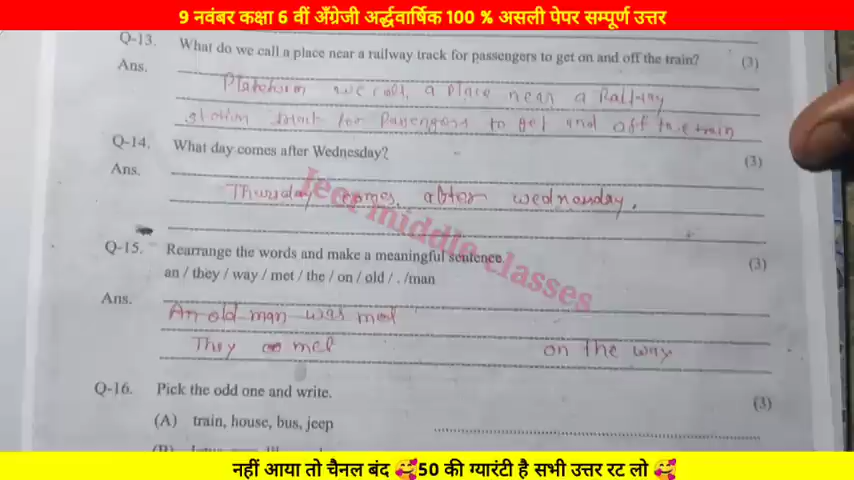 9 नवंबर कक्षा 6 वीं अँग्रेजी अर्द्धवार्षिक 100 % असली पेपर सम्पूर्ण उत्तर
Q-13. What do we call a place near a railway track for passengers to get on and off the train? (3)
Ans. Plateform we call, a place near a Railway
station track for Passengers to get and off the train
Q-14. What day comes after Wednesday? (3)
Ans. Thursday comes, after wednesday.
Jeet middle classes
Q-15. Rearrange the words and make a meaningful sentence. (3)
an / they / way / met / the / on / old / . /man
Ans. An old man was met
They met on the way
Q-16. Pick the odd one and write. (3)
(A) train, house, bus, jeep
नहीं आया तो चैनल बंद 🥰50 की ग्यारंटी है सभी उत्तर रट लो 🥰